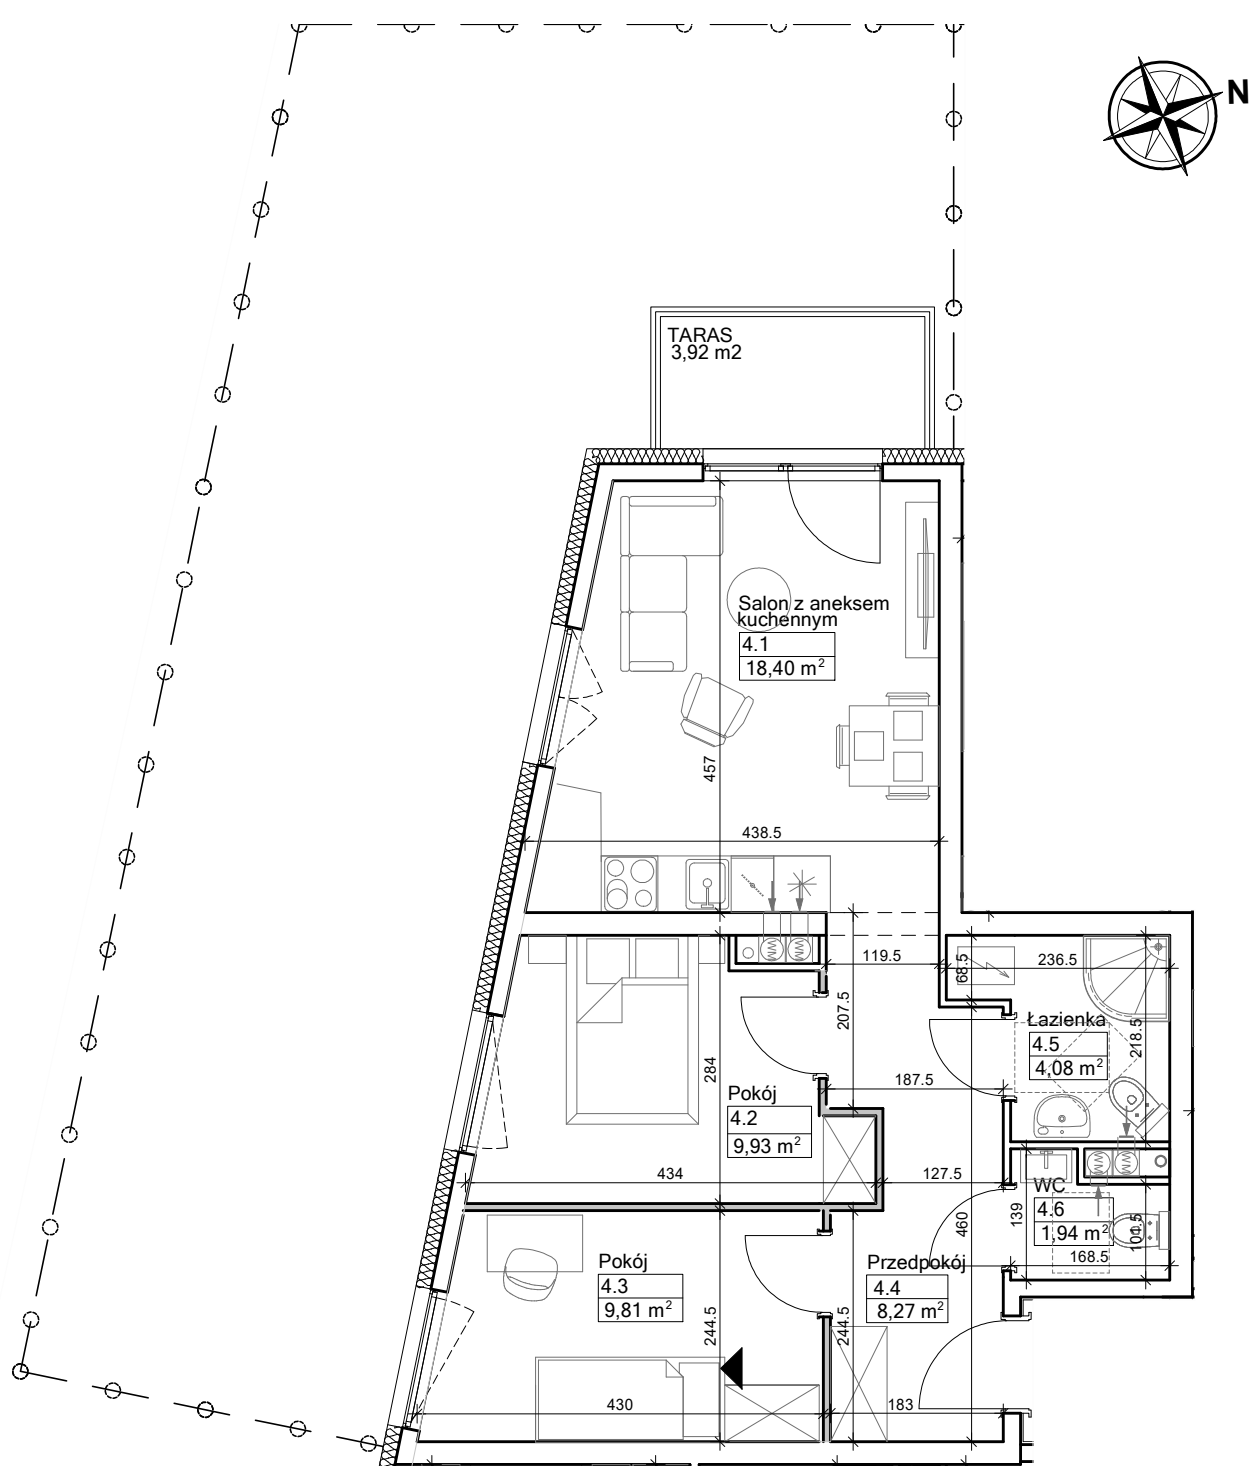 N
TARAS
3,92 m2
Salon z aneksem
kuchennym
4.1
18,40 m²
457
438.5
119.5
68.5
236.5
207.5
Łazienka
4.5
4,08 m²
218.5
284
187.5
Pokój
4.2
9,93 m²
434
127.5
WC
4.6
1,94 m²
139
101.5
168.5
460
Pokój
4.3
9,81 m²
Przedpokój
4.4
8,27 m²
244.5
244.5
430
183